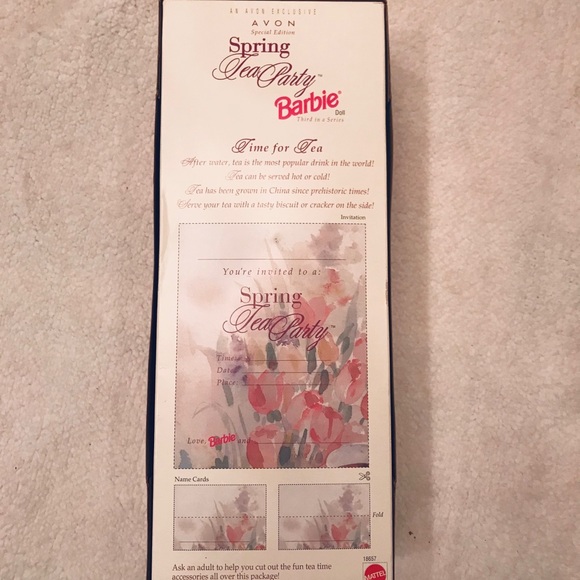 AN AVON EXCLUSIVE
AVON
Special Edition
Spring
Tea Party™
Barbie® Doll
Third in a Series
Time for Tea
After water, tea is the most popular drink in the world!
Tea can be served hot or cold!
Tea has been grown in China since prehistoric times!
Serve your tea with a tasty biscuit or cracker on the side!
Invitation
You're invited to a:
Spring
Tea Party™
Time:
Date:
Place:
Love, Barbie and
Name Cards
Fold
Ask an adult to help you cut out the fun tea time
accessories all over this package!
18657
MATTEL